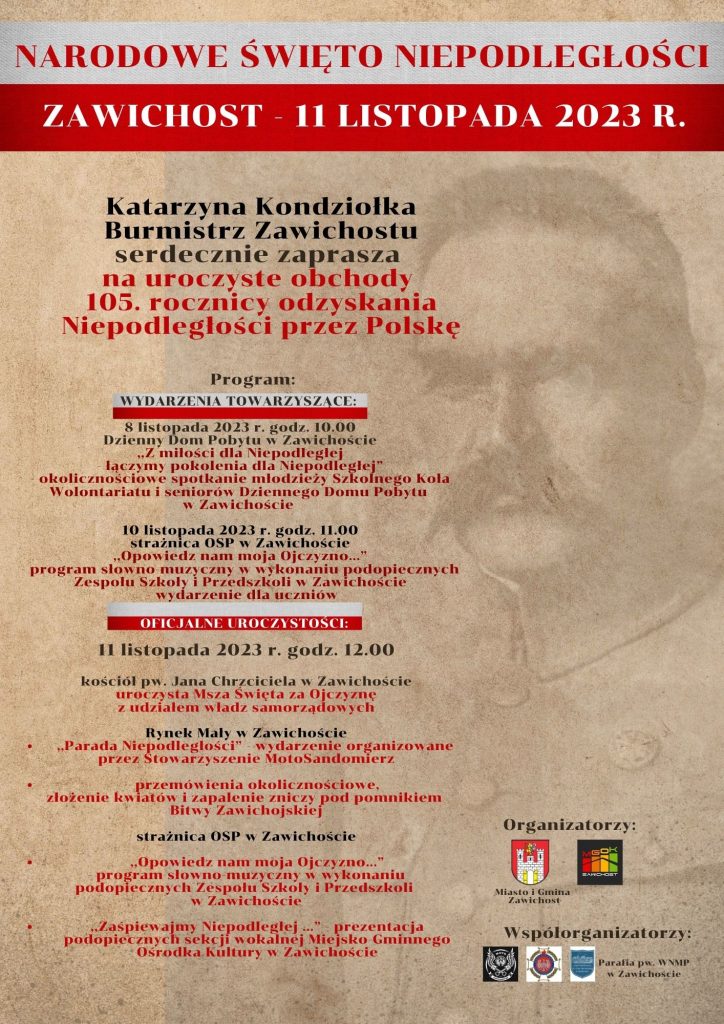 NARODOWE ŚWIĘTO NIEPODLEGŁOŚCI
ZAWICHOST - 11 LISTOPADA 2023 R.
Katarzyna Kondziołka
Burmistrz Zawichostu
serdecznie zaprasza
na uroczyste obchody
105. rocznicy odzyskania
Niepodległości przez Polskę
Program:
WYDARZENIA TOWARZYSZĄCE:
8 listopada 2023 r. godz. 10.00
Dzienny Dom Pobytu w Zawichoście
,,Z miłości dla Niepodległej
łączymy pokolenia dla Niepodległej"
okolicznościowe spotkanie młodzieży Szkolnego Koła
Wolontariatu i seniorów Dziennego Domu Pobytu
w Zawichoście
10 listopada 2023 r. godz. 11.00
strażnica OSP w Zawichoście
,,Opowiedz nam moja Ojczyzno..."
program słowno-muzyczny w wykonaniu podopiecznych
Zespołu Szkoły i Przedszkoli w Zawichoście
- wydarzenie dla uczniów
OFICJALNE UROCZYSTOŚCI:
11 listopada 2023 r. godz. 12.00
kościół pw. Jana Chrzciciela w Zawichoście
uroczysta Msza Święta za Ojczyznę
z udziałem władz samorządowych
Rynek Mały w Zawichoście
• ,,Parada Niepodległości" - wydarzenie organizowane
przez Stowarzyszenie MotoSandomierz
• przemówienia okolicznościowe,
złożenie kwiatów i zapalenie zniczy pod pomnikiem
Bitwy Zawichojskiej
strażnica OSP w Zawichoście
• ,,Opowiedz nam moja Ojczyzno..."
program słowno-muzyczny w wykonaniu
podopiecznych Zespołu Szkoły i Przedszkoli
w Zawichoście
• ,,Zaśpiewajmy Niepodległej ..." - prezentacja
podopiecznych sekcji wokalnej Miejsko-Gminnego
Ośrodka Kultury w Zawichoście
Organizatorzy:
MGOK
ZAWICHOST
Miasto i Gmina
Zawichost
Współorganizatorzy:
Parafia pw. WNMP
w Zawichoście